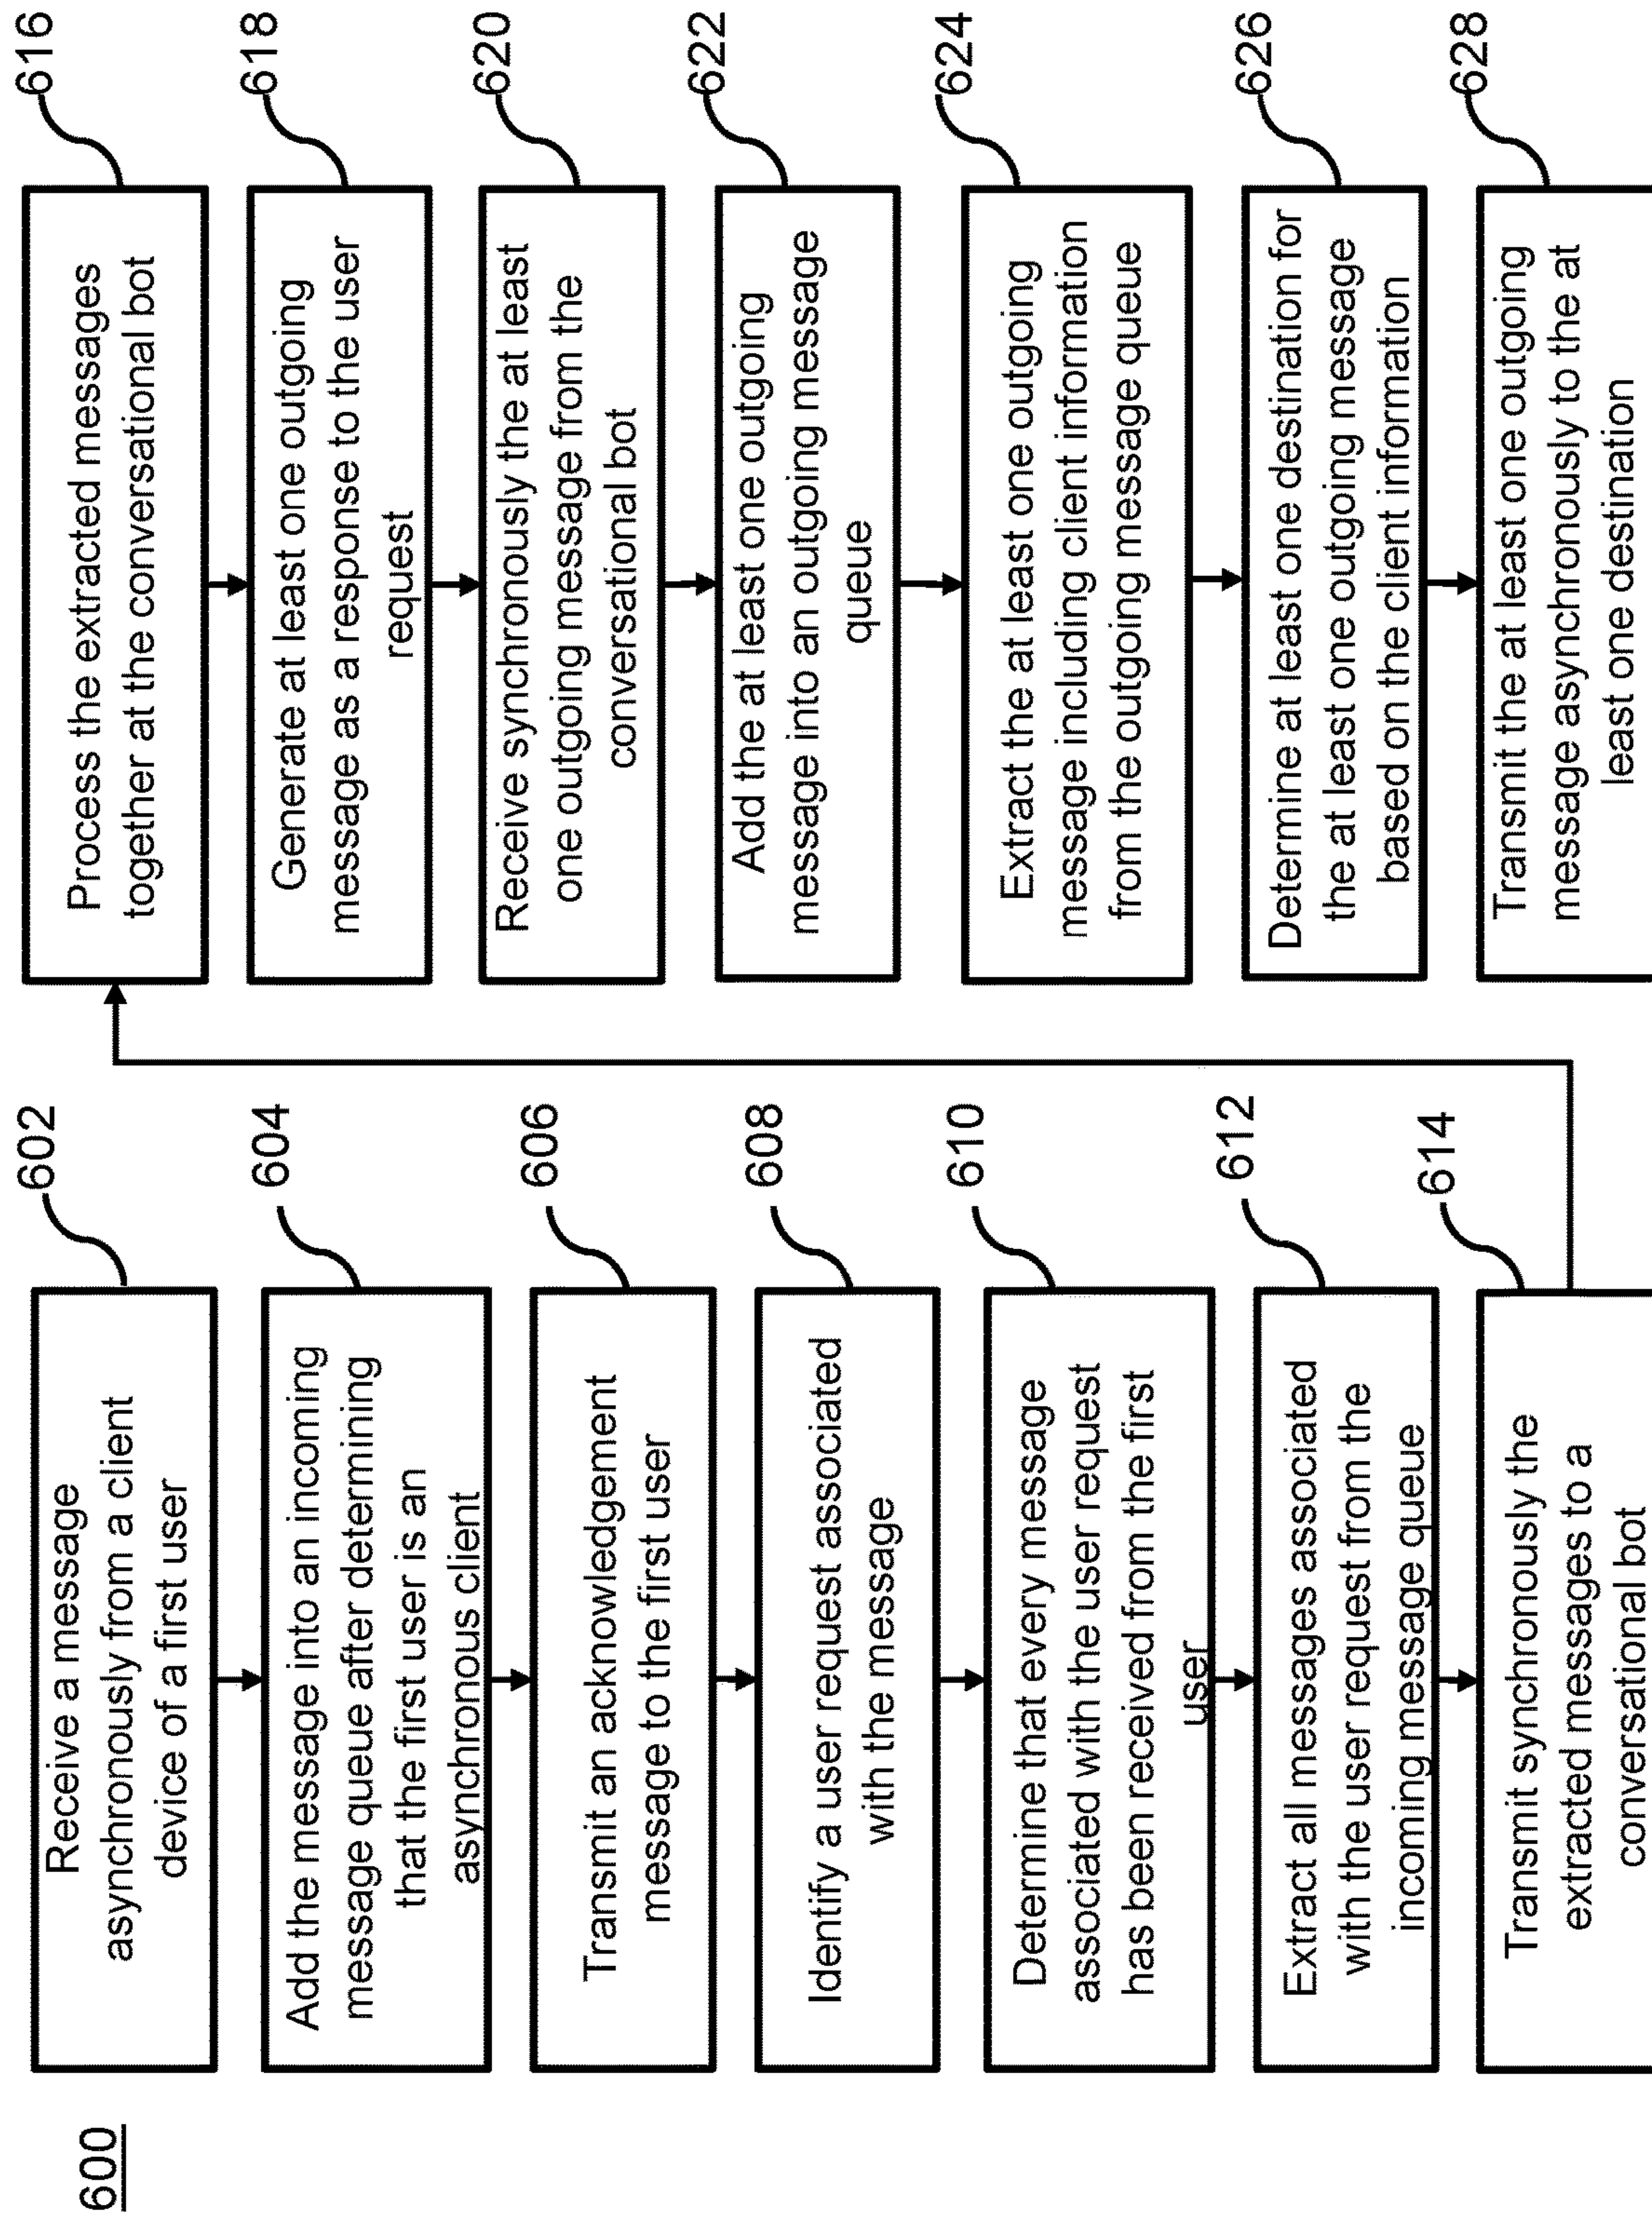 600
602
Receive a message
asynchronously from a client
device of a first user
604
Add the message into an incoming
message queue after determining
that the first user is an
asynchronous client
606
Transmit an acknowledgement
message to the first user
608
Identify a user request associated
with the message
610
Determine that every message
associated with the user request
has been received from the first
user
612
Extract all messages associated
with the user request from the
incoming message queue
614
Transmit synchronously the
extracted messages to a
conversational bot
616
Process the extracted messages
together at the conversational bot
618
Generate at least one outgoing
message as a response to the user
request
620
Receive synchronously the at least
one outgoing message from the
conversational bot
622
Add the at least one outgoing
message into an outgoing message
queue
624
Extract the at least one outgoing
message including client information
from the outgoing message queue
626
Determine at least one destination for
the at least one outgoing message
based on the client information
628
Transmit the at least one outgoing
message asynchronously to the at
least one destination